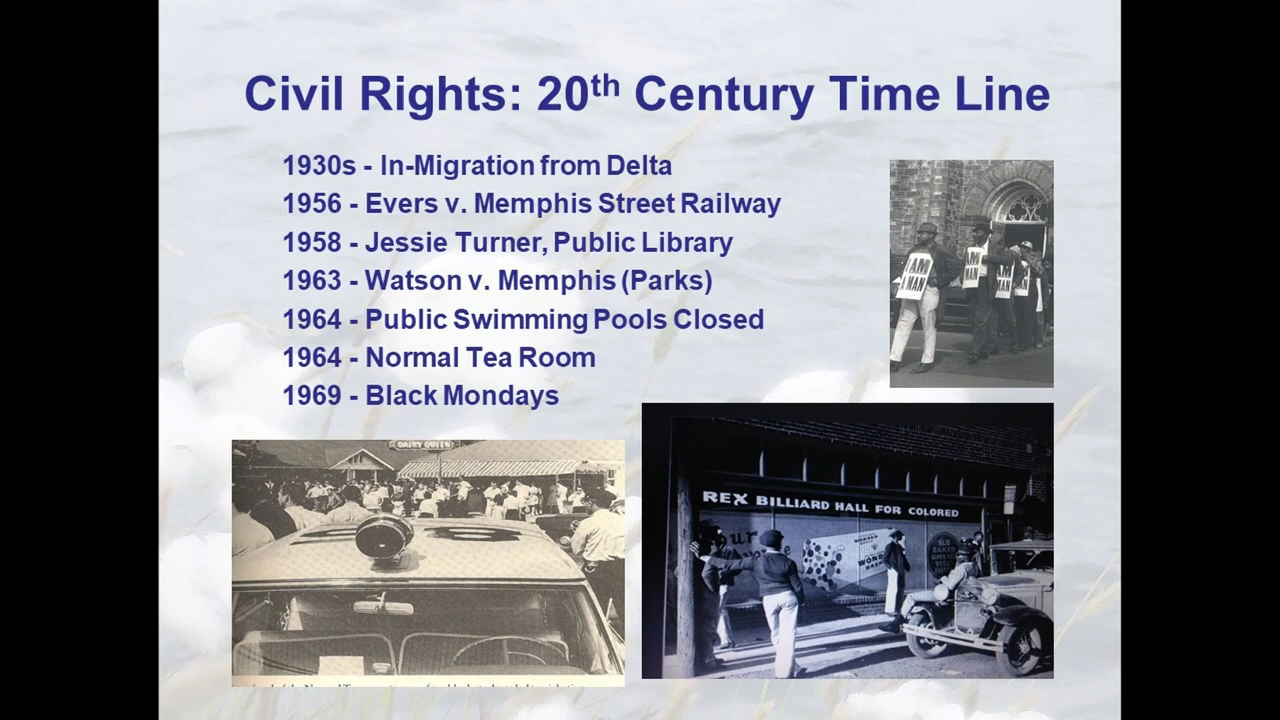 Civil Rights: 20th Century Time Line
1930s - In-Migration from Delta
1956 - Evers v. Memphis Street Railway
1958 - Jessie Turner, Public Library
1963 - Watson v. Memphis (Parks)
1964 - Public Swimming Pools Closed
1964 - Normal Tea Room
1969 - Black Mondays
I AM
A MAN
AM
MAN
DAIRY QUEEN
REX BILLIARD HALL FOR COLORED